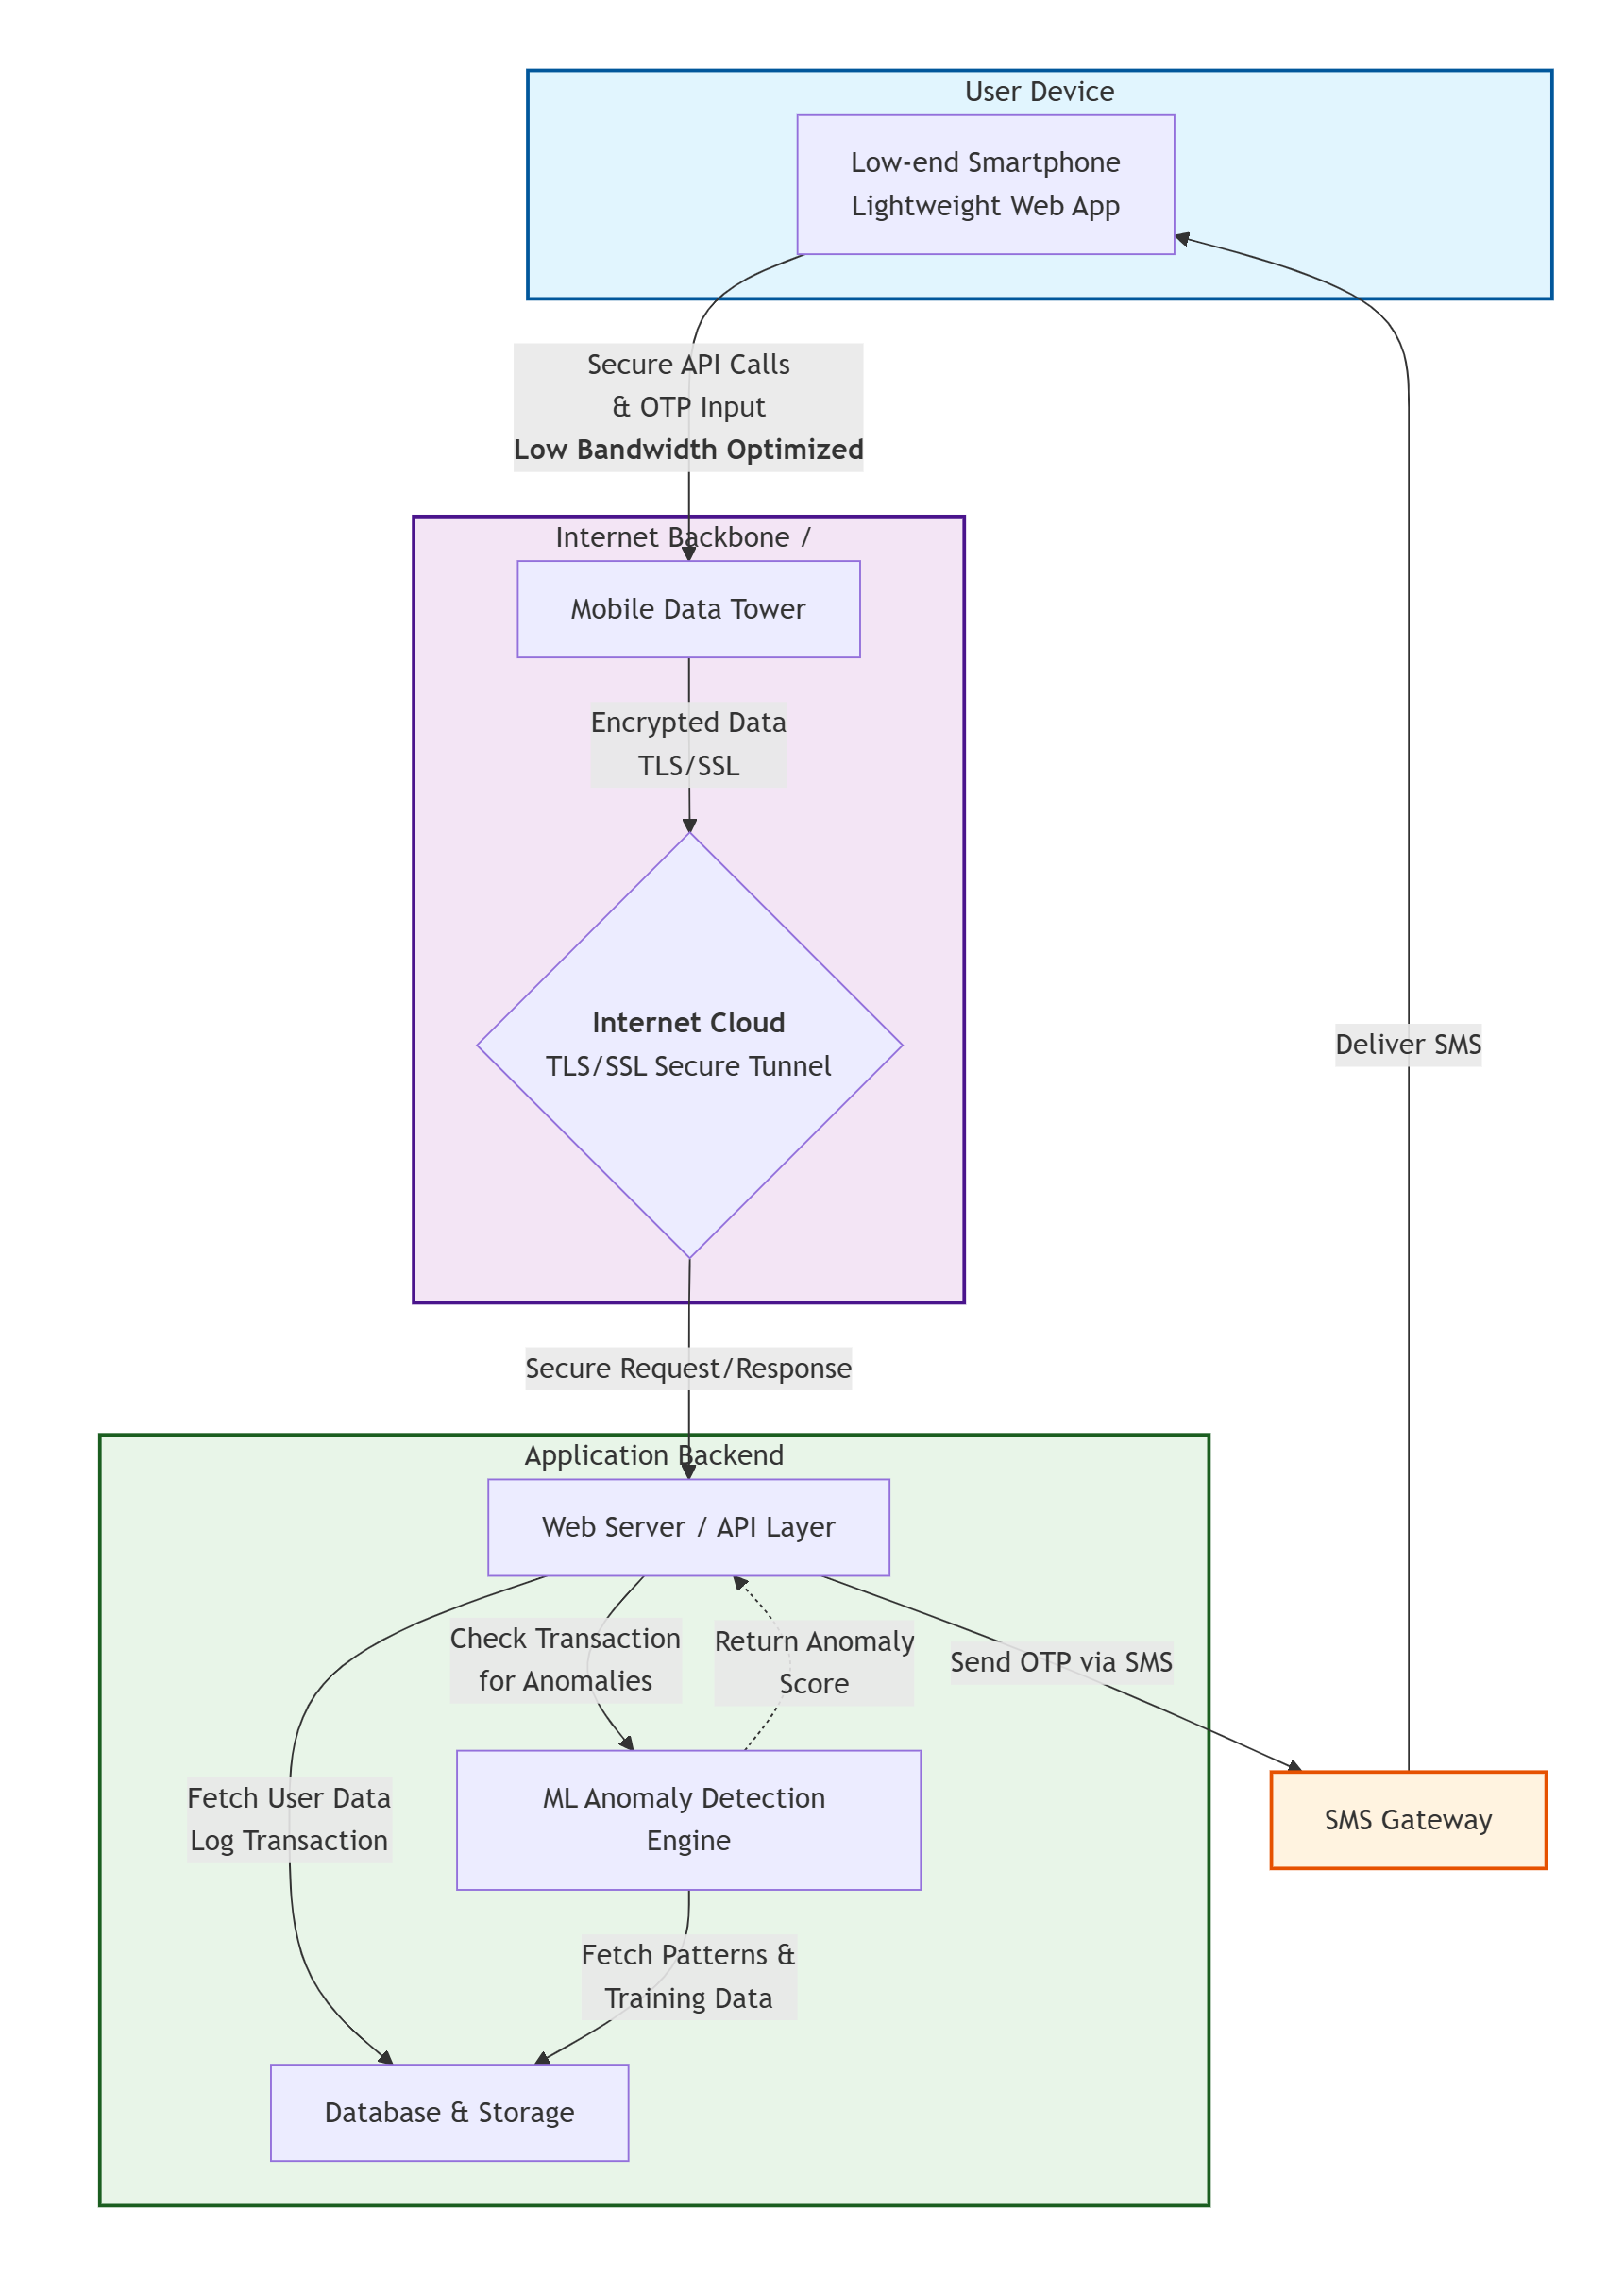 User Device
Low-end Smartphone
Lightweight Web App
Secure API Calls
& OTP Input
Low Bandwidth Optimized
Internet Backbone /
Mobile Data Tower
Encrypted Data
TLS/SSL
Internet Cloud
TLS/SSL Secure Tunnel
Deliver SMS
Secure Request/Response
Application Backend
Web Server / API Layer
Check Transaction
for Anomalies
Return Anomaly
Score
Send OTP via SMS
Fetch User Data
Log Transaction
ML Anomaly Detection
Engine
SMS Gateway
Fetch Patterns &
Training Data
Database & Storage